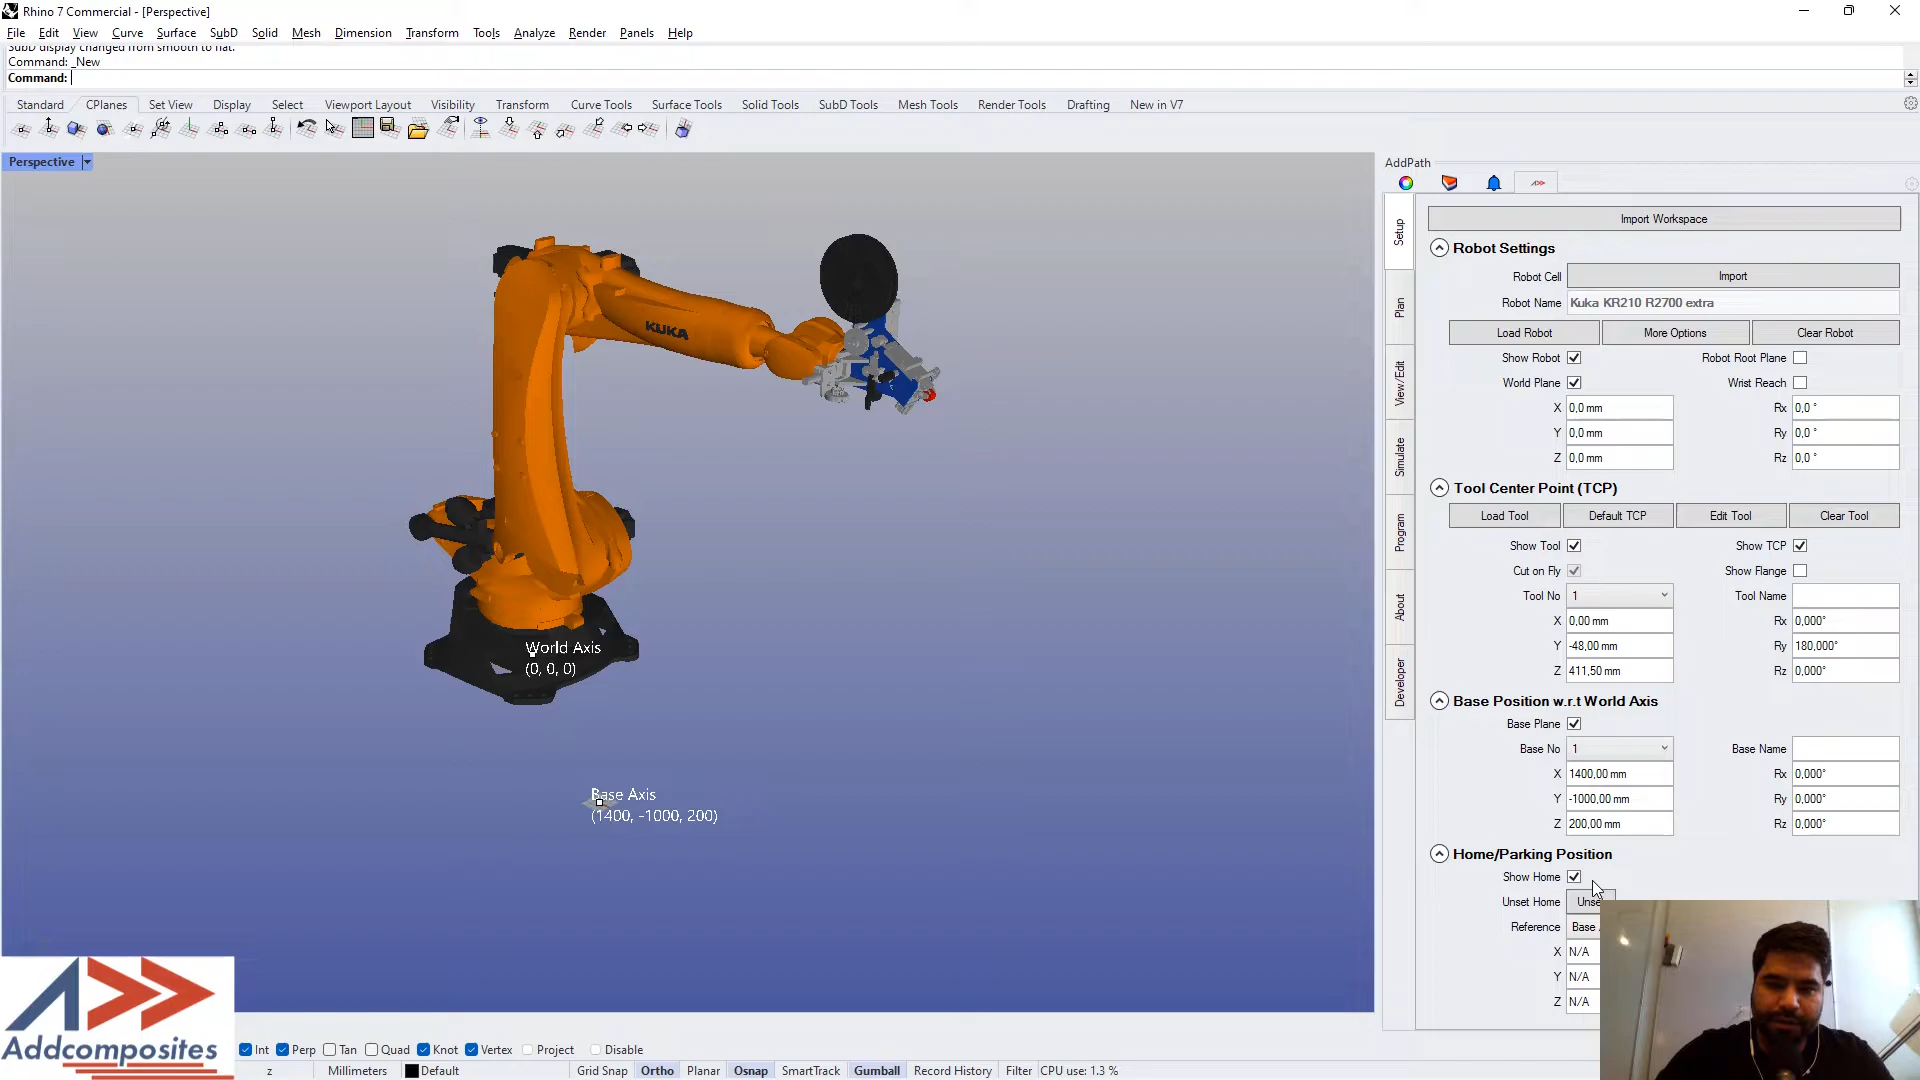 Rhino 7 Commercial - [Perspective]
File Edit View Curve Surface SubD Solid Mesh Dimension Transform Tools Analyze Render Panels Help
SubD display changed from smooth to flat.
Command: _New
Command:
Standard CPlanes Set View Display Select Viewport Layout Visibility Transform Curve Tools Surface Tools Solid Tools SubD Tools Mesh Tools Render Tools Drafting New in V7
Perspective
KUKA
World Axis
(0, 0, 0)
Base Axis
(1400, -1000, 200)
Addcomposites
AddPath
Setup
Plan
View/Edit
Simulate
Program
About
Developer
Import Workspace
Robot Settings
Robot Cell Import
Robot Name Kuka KR210 R2700 extra
Load Robot More Options Clear Robot
Show Robot Robot Root Plane
World Plane Wrist Reach
X 0,0 mm Rx 0,0 °
Y 0,0 mm Ry 0,0 °
Z 0,0 mm Rz 0,0 °
Tool Center Point (TCP)
Load Tool Default TCP Edit Tool Clear Tool
Show Tool Show TCP
Cut on Fly Show Flange
Tool No 1 Tool Name
X 0,00 mm Rx 0,000°
Y -48,00 mm Ry 180,000°
Z 411,50 mm Rz 0,000°
Base Position w.r.t World Axis
Base Plane
Base No 1 Base Name
X 1400,00 mm Rx 0,000°
Y -1000,00 mm Ry 0,000°
Z 200,00 mm Rz 0,000°
Home/Parking Position
Show Home
Unset Home
Reference Base
X N/A
Y N/A
Z N/A
Int Perp Tan Quad Knot Vertex Project Disable
z Millimeters Default Grid Snap Ortho Planar Osnap SmartTrack Gumball Record History Filter CPU use: 1.3 %